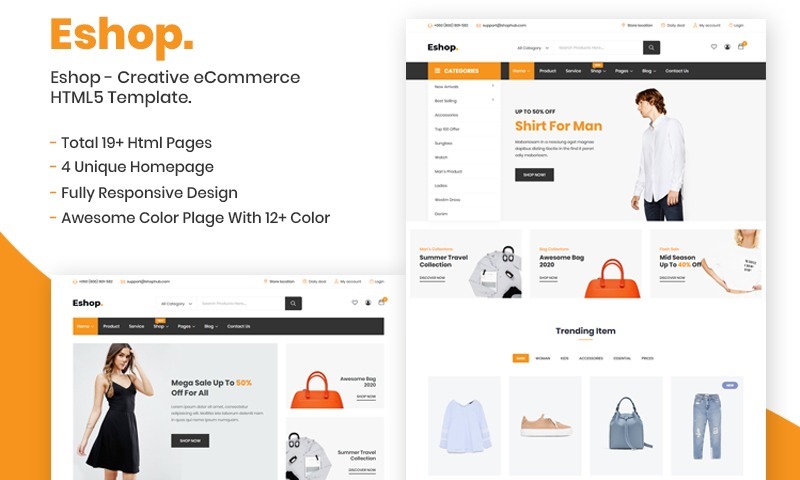 Eshop.
Eshop - Creative eCommerce
HTML5 Template.
- Total 19+ Html Pages
- 4 Unique Homepage
- Fully Responsive Design
- Awesome Color Plage With 12+ Color
+060 (800) 801-582
support@shophub.com
Store location
Daily deal
My account
Login
Eshop.
All Category
Search Products Here...
CATEGORIES
Home
Product
Service
Shop
Pages
Blog
Contact Us
New Arrivals
Best Selling
Accessories
Top 100 Offer
Sunglass
Watch
Man's Product
Ladies
Westrn Dress
Denim
UP TO 50% OFF
Shirt For Man
SHOP NOW!
Man's Collections
Summer Travel
Collection
DISCOVER NOW
Bag Collections
Awesome Bag
2020
DISCOVER NOW
Flash Sale
Mid Season
Up To 40% Off
DISCOVER NOW
Trending Item
MAN
WOMAN
KIDS
ACCESSORIES
ESSENTIAL
PRICES
NEW
+060 (800) 801-582
support@shophub.com
Store location
Daily deal
My account
Login
Eshop.
All Category
Search Products Here...
Home
Product
Service
Shop
Pages
Blog
Contact Us
Mega Sale Up To 50%
Off For All
SHOP NOW
Awesome Bag
2020
SHOP NOW
Summer Travel
Collection
SHOP NOW